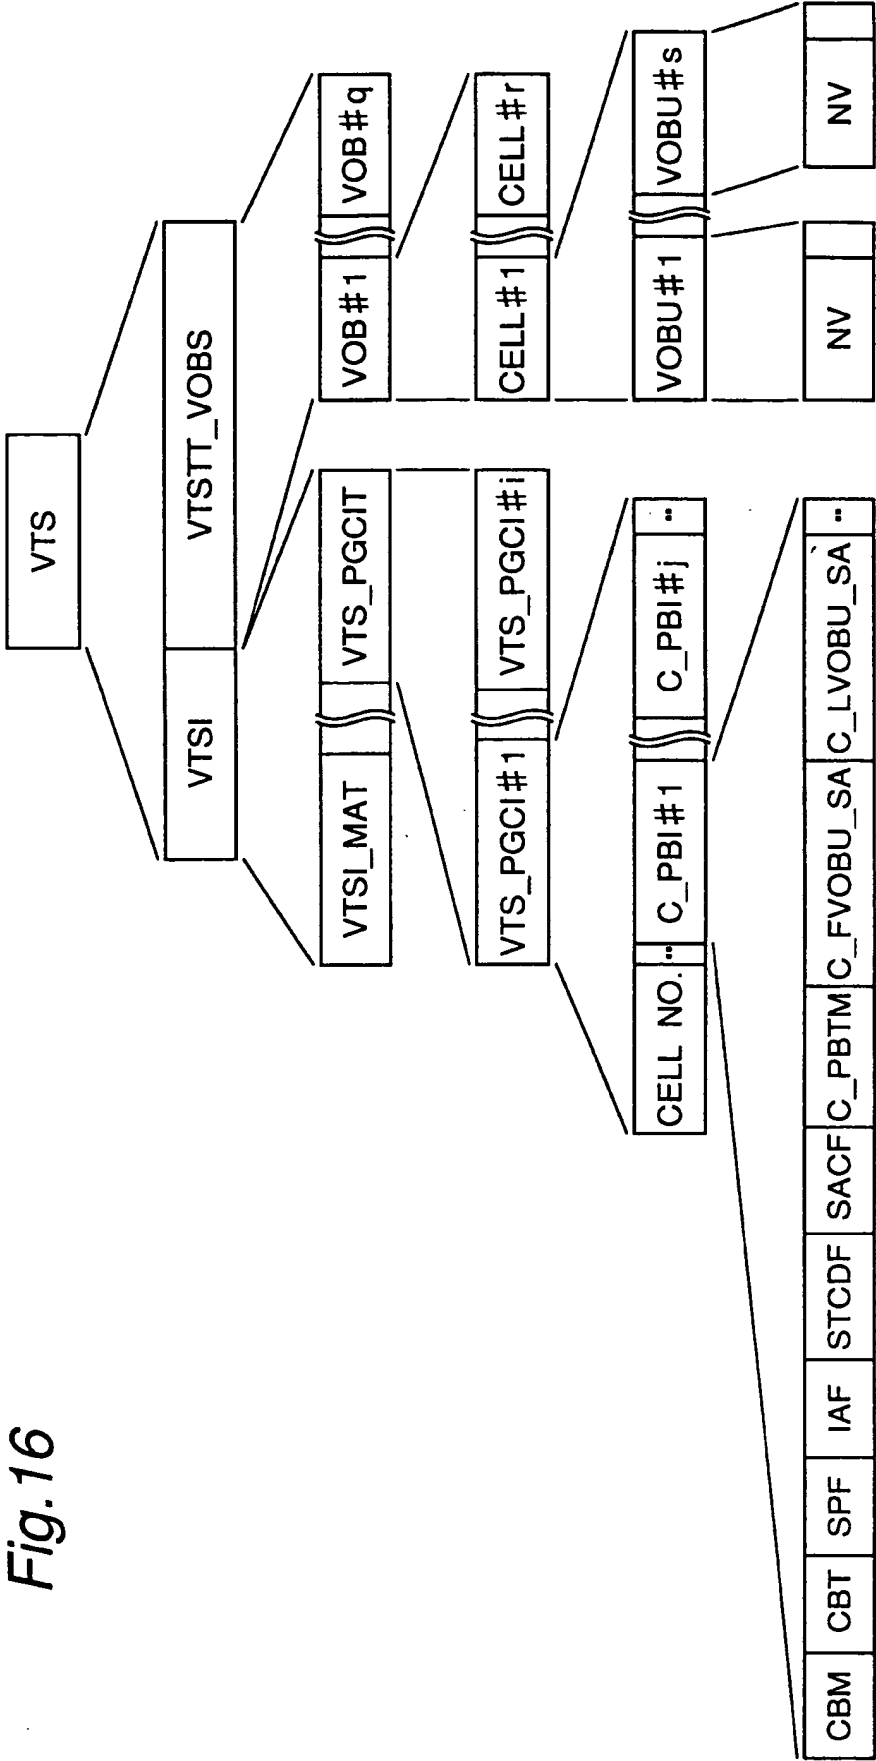 Fig.16
VTS
VTSI VTSTT_VOBS
VTSI_MAT VTS_PGCIT VOB#1 VOB#q
VTS_PGCI#1 VTS_PGCI#i CELL#1 CELL#r
CELL NO. .. C_PBI#1 C_PBI#j .. VOBU#1 VOBU#s
CBM CBT SPF IAF STCDF SACF C_PBTM C_FVOBU_SA C_LVOBU_SA .. NV NV